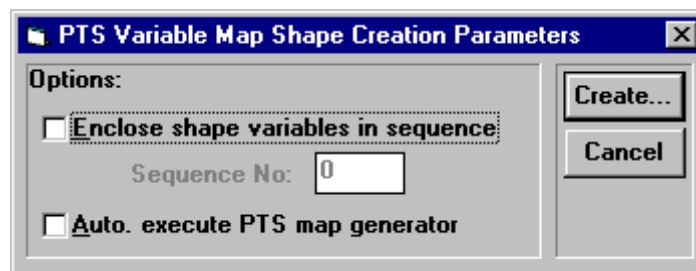 PTS Variable Map Shape Creation Parameters
Options:
Enclose shape variables in sequence
Sequence No: 0
Auto. execute PTS map generator
Create...
Cancel